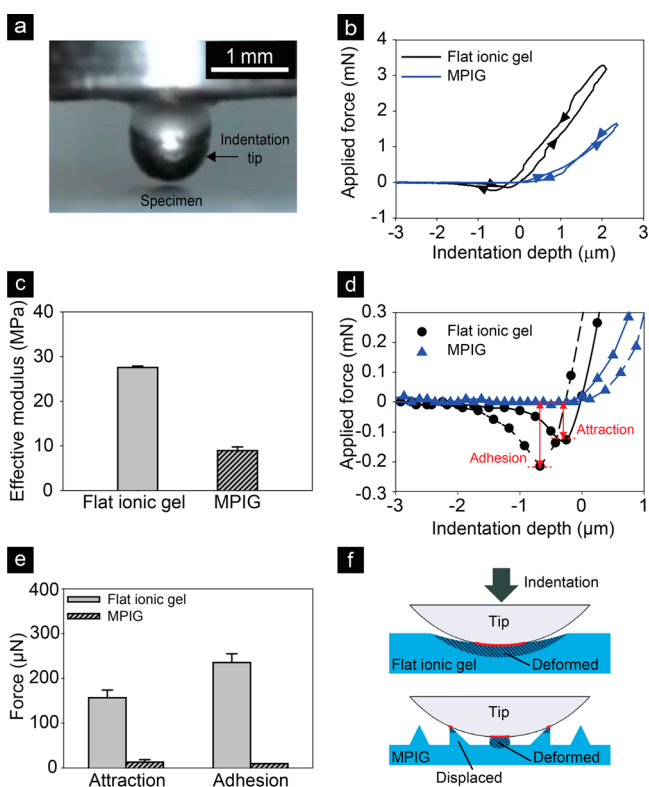 a
1 mm
Indentation
tip
Specimen
b
Flat ionic gel
MPIG
Applied force (mN)
4
3
2
1
0
-1
-3 -2 -1 0 1 2 3
Indentation depth (μm)
c
Effective modulus (MPa)
40
30
20
10
0
Flat ionic gel MPIG
d
Flat ionic gel
MPIG
Applied force (mN)
0.3
0.2
0.1
0
-0.1
-0.2
-0.3
Attraction
Adhesion
-3 -2 -1 0 1
Indentation depth (μm)
e
Flat ionic gel
MPIG
Force (μN)
400
300
200
100
0
Attraction Adhesion
f
Indentation
Tip
Flat ionic gel Deformed
Tip
MPIG Deformed
Displaced